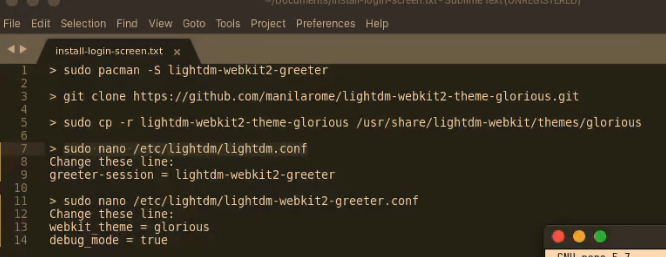 ~/Documents/install-login-screen.txt - Sublime Text (UNREGISTERED)
File Edit Selection Find View Goto Tools Project Preferences Help
install-login-screen.txt ×
1 > sudo pacman -S lightdm-webkit2-greeter
2
3 > git clone https://github.com/manilarome/lightdm-webkit2-theme-glorious.git
4
5 > sudo cp -r lightdm-webkit2-theme-glorious /usr/share/lightdm-webkit/themes/glorious
6
7 > sudo nano /etc/lightdm/lightdm.conf
8 Change these line:
9 greeter-session = lightdm-webkit2-greeter
10
11 > sudo nano /etc/lightdm/lightdm-webkit2-greeter.conf
12 Change these line:
13 webkit_theme = glorious
14 debug_mode = true
GNU nano 5.7